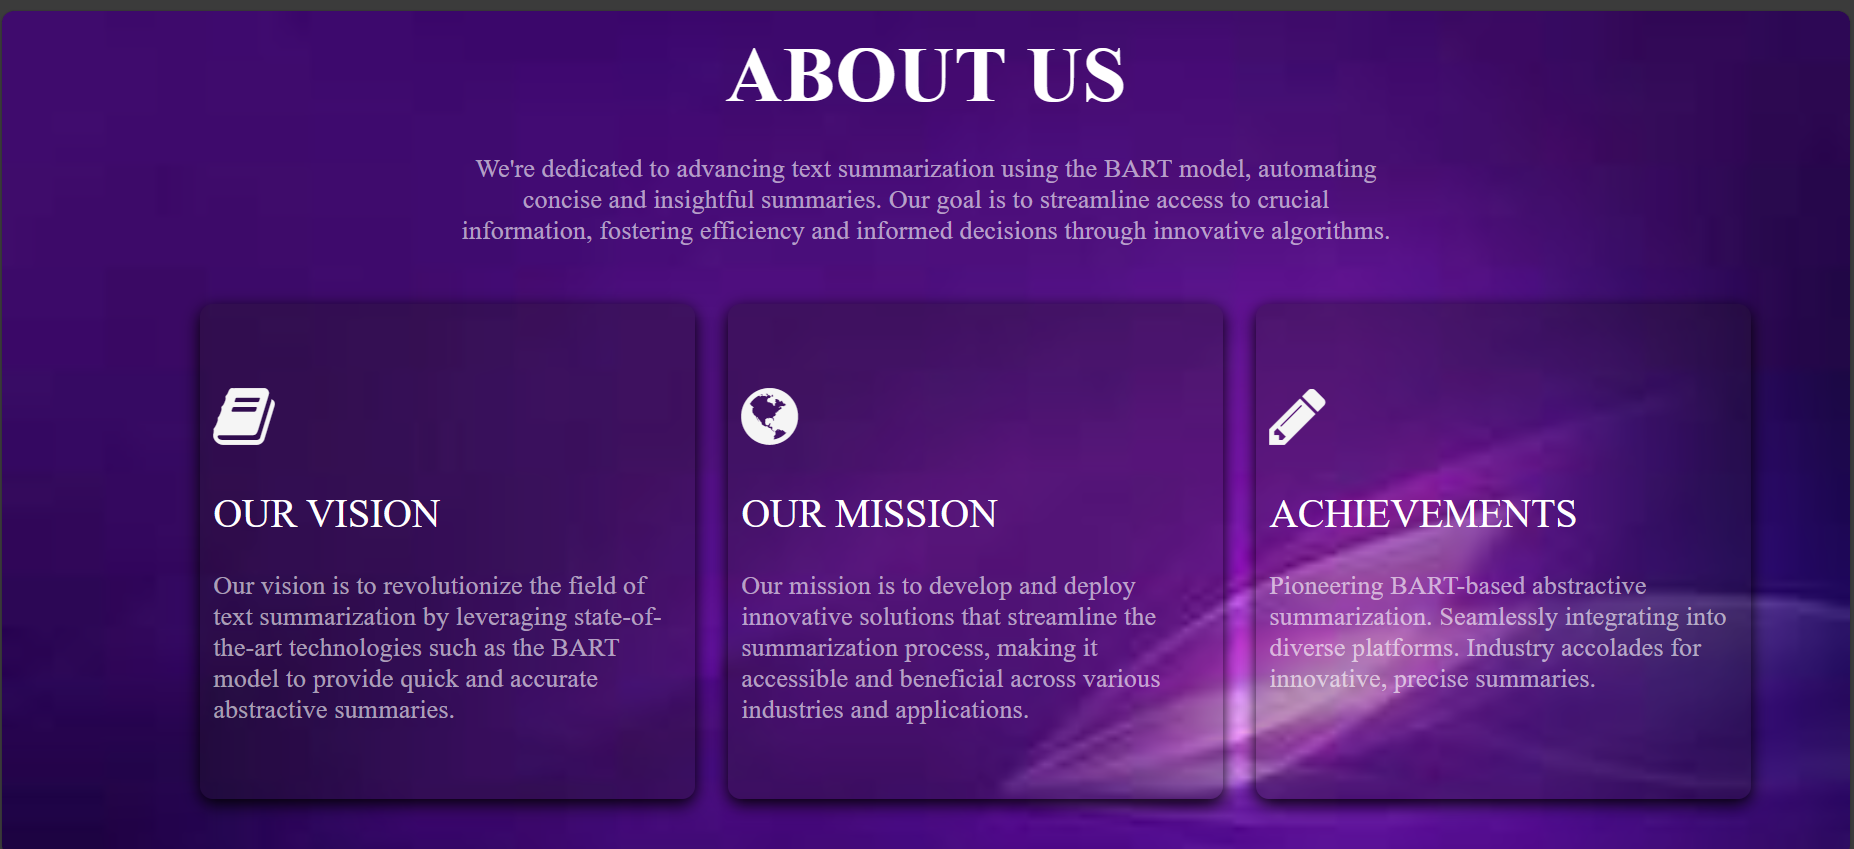 ABOUT US
We're dedicated to advancing text summarization using the BART model, automating
concise and insightful summaries. Our goal is to streamline access to crucial
information, fostering efficiency and informed decisions through innovative algorithms.
OUR VISION
Our vision is to revolutionize the field of
text summarization by leveraging state-of-
the-art technologies such as the BART
model to provide quick and accurate
abstractive summaries.
OUR MISSION
Our mission is to develop and deploy
innovative solutions that streamline the
summarization process, making it
accessible and beneficial across various
industries and applications.
ACHIEVEMENTS
Pioneering BART-based abstractive
summarization. Seamlessly integrating into
diverse platforms. Industry accolades for
innovative, precise summaries.